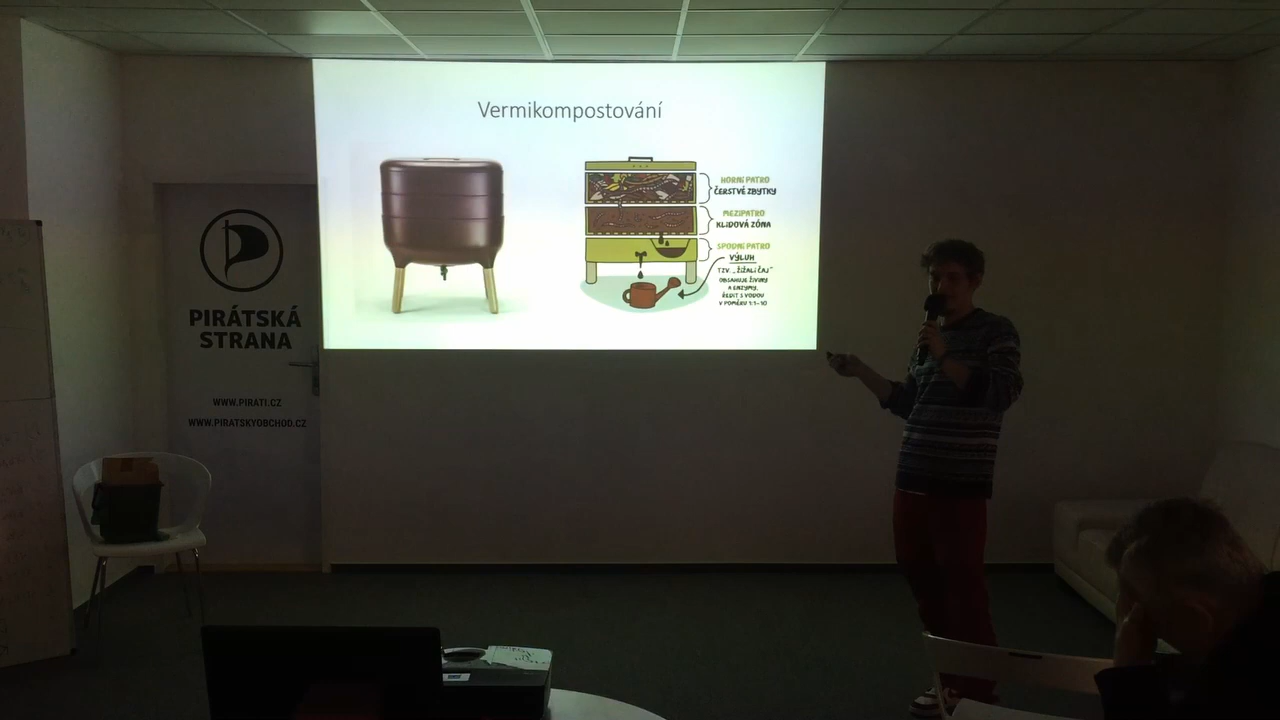 Vermikompostování
HORNÍ PATRO
ČERSTVÉ ZBYTKY
MEZIPATRO
KLIDOVÁ ZÓNA
SPODNÍ PATRO
VÝLUH
TZV. „ŽÍŽALÍ ČAJ“
OBSAHUJE ŽIVINY
A ENZYMY,
ŘEDIT S VODOU
V POMĚRU 1:1-10
PIRÁTSKÁ
STRANA
WWW.PIRATI.CZ
WWW.PIRATSKYOBCHOD.CZ